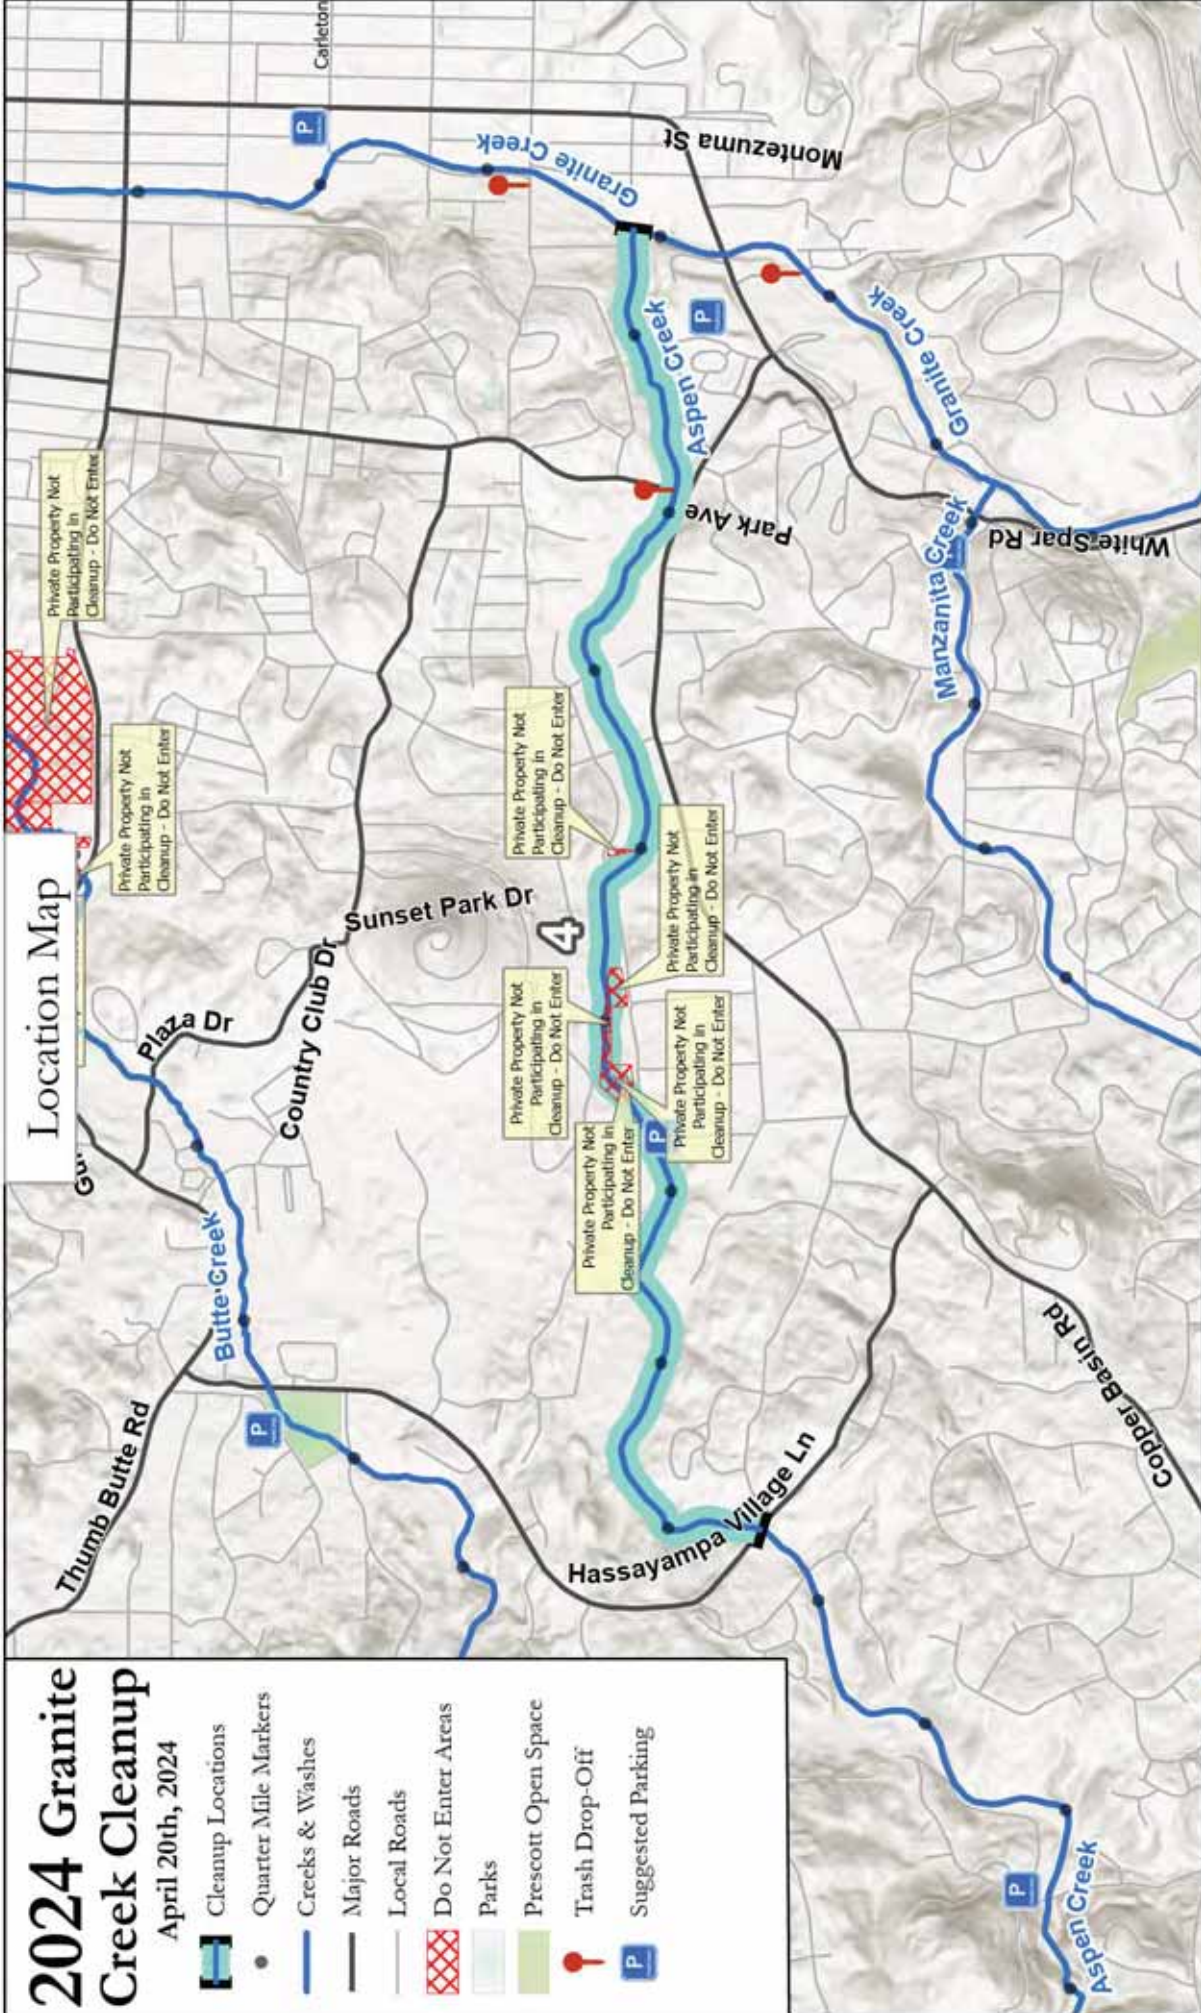 2024 Granite
Creek Cleanup
April 20th, 2024
Cleanup Locations
Quarter Mile Markers
Creeks & Washes
Major Roads
Local Roads
Do Not Enter Areas
Parks
Prescott Open Space
Trash Drop-Off
P
Suggested Parking
Location Map
Thumb Butte Rd
Butte Creek
P
Gu
Plaza Dr
Country Club Dr
Sunset Park Dr
Private Property Not
Participating in
Cleanup - Do Not Enter
Private Property Not
Participating in
Cleanup - Do Not Enter
Carleton
P
Granite Creek
Montezuma St
Hassayampa Village Ln
4
Private Property Not
Participating in
Cleanup - Do Not Enter
Private Property Not
Participating in
Cleanup - Do Not Enter
Private Property Not
Participating in
Cleanup - Do Not Enter
Private Property Not
Participating in
Cleanup - Do Not Enter
Private Property Not
Participating in
Cleanup - Do Not Enter
P
Aspen Creek
P
Park Ave
Granite Creek
Manzanita Creek
White Spar Rd
Copper Basin Rd
P
Aspen Creek